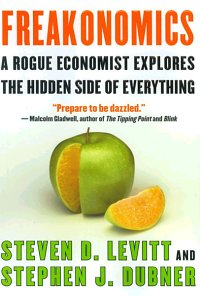 FREAKONOMICS
A ROGUE ECONOMIST EXPLORES
THE HIDDEN SIDE OF EVERYTHING
“Prepare to be dazzled.”
— Malcolm Gladwell, author of The Tipping Point and Blink
STEVEN D. LEVITT AND
STEPHEN J. DUBNER